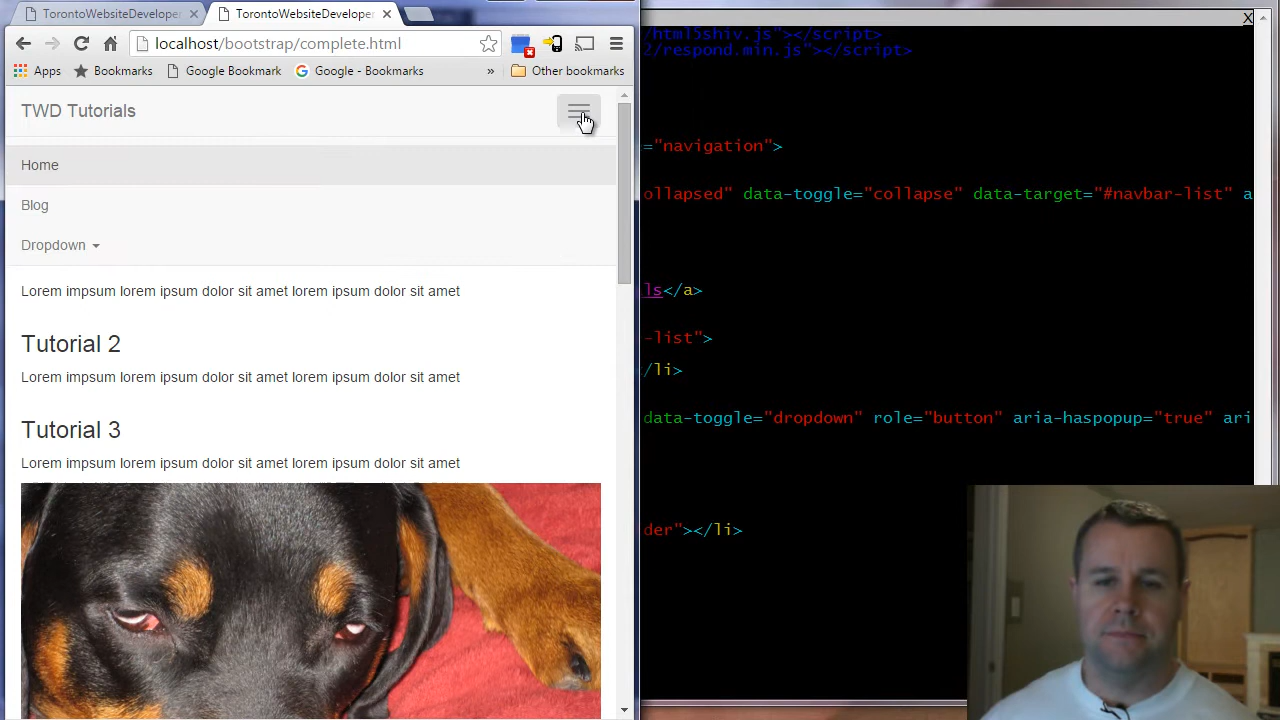 TorontoWebsiteDeveloper
TorontoWebsiteDeveloper
localhost/bootstrap/complete.html
Apps
Bookmarks
Google Bookmark
Google - Bookmarks
»
Other bookmarks
TWD Tutorials
Home
Blog
Dropdown
Lorem impsum lorem ipsum dolor sit amet lorem ipsum dolor sit amet
Tutorial 2
Lorem impsum lorem ipsum dolor sit amet lorem ipsum dolor sit amet
Tutorial 3
Lorem impsum lorem ipsum dolor sit amet lorem ipsum dolor sit amet
X
/html5shiv.js"></script>
2/respond.min.js"></script>
="navigation">
ollapsed" data-toggle="collapse" data-target="#navbar-list" a
ls</a>
-list">
/li>
data-toggle="dropdown" role="button" aria-haspopup="true" ari
der"></li>